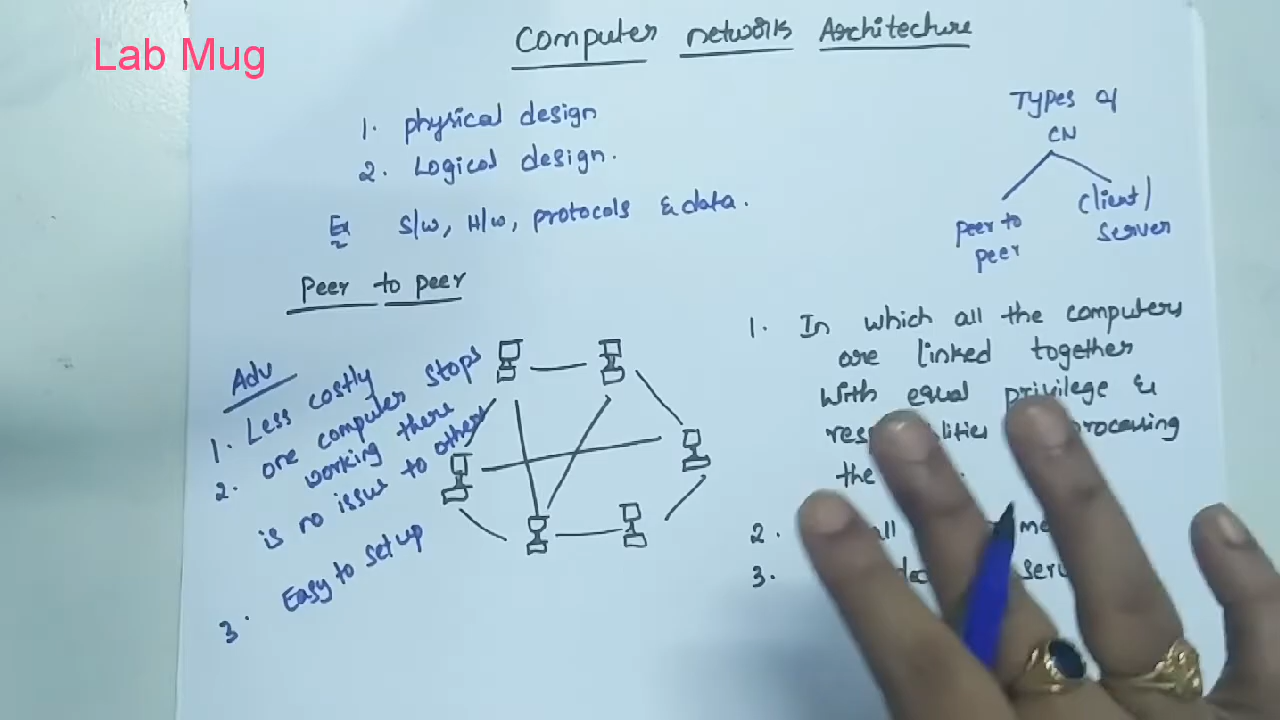 Lab Mug
Computer networks Architecture
1. physical design
2. Logical design.
Ex S/w, H/w, protocols & data.
Types of
CN
peer to
peer
client/
server
Peer to peer
Adv
1. Less costly
2. one computer stops
working there
is no issue to others
3. Easy to set up
1. In which all the computers
are linked together
with equal privilege &
processing
the
2. all
3.